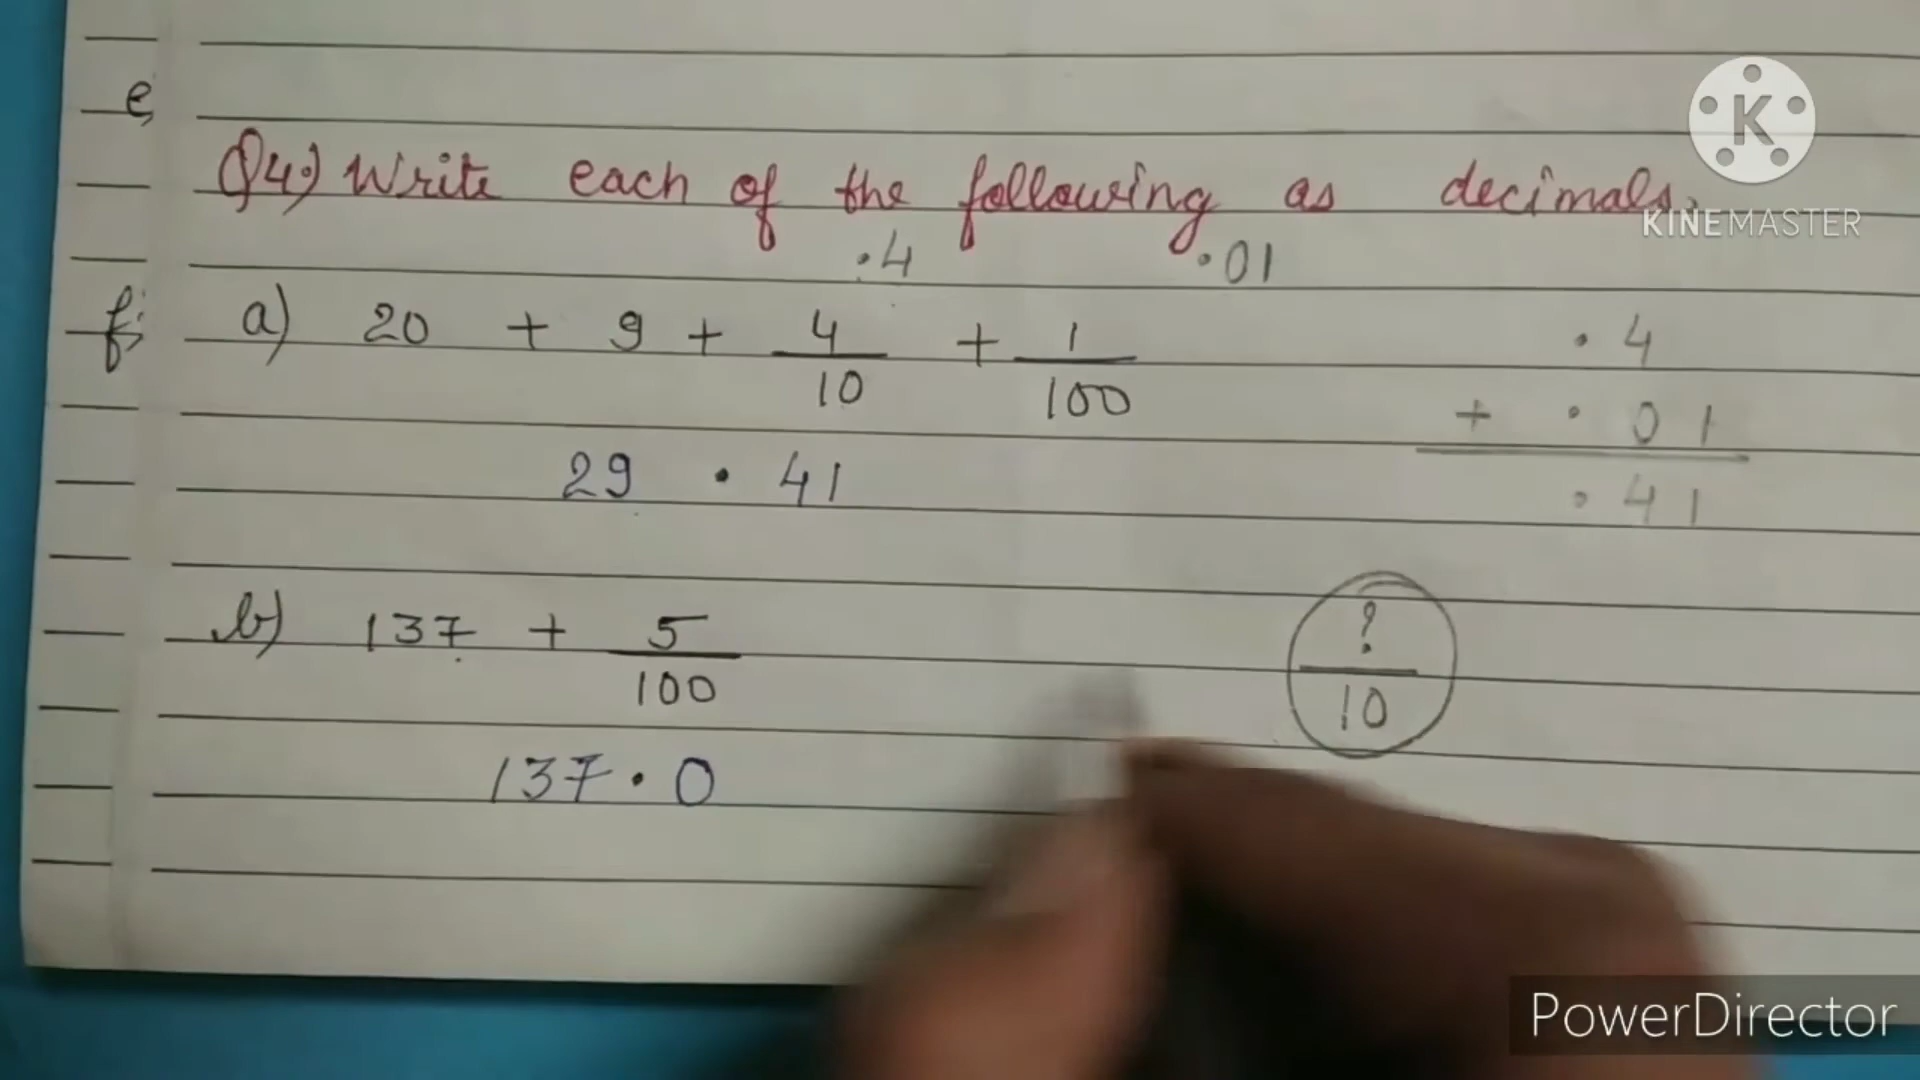 e,
Q4.) Write each of the following as decimals.
K
KINEMASTER
.4 .01
f; a) 20 + 9 + 4/10 + 1/100
29 . 41
.4
+ .01
.41
b) 137 + 5/100
?/10
137.0
PowerDirector